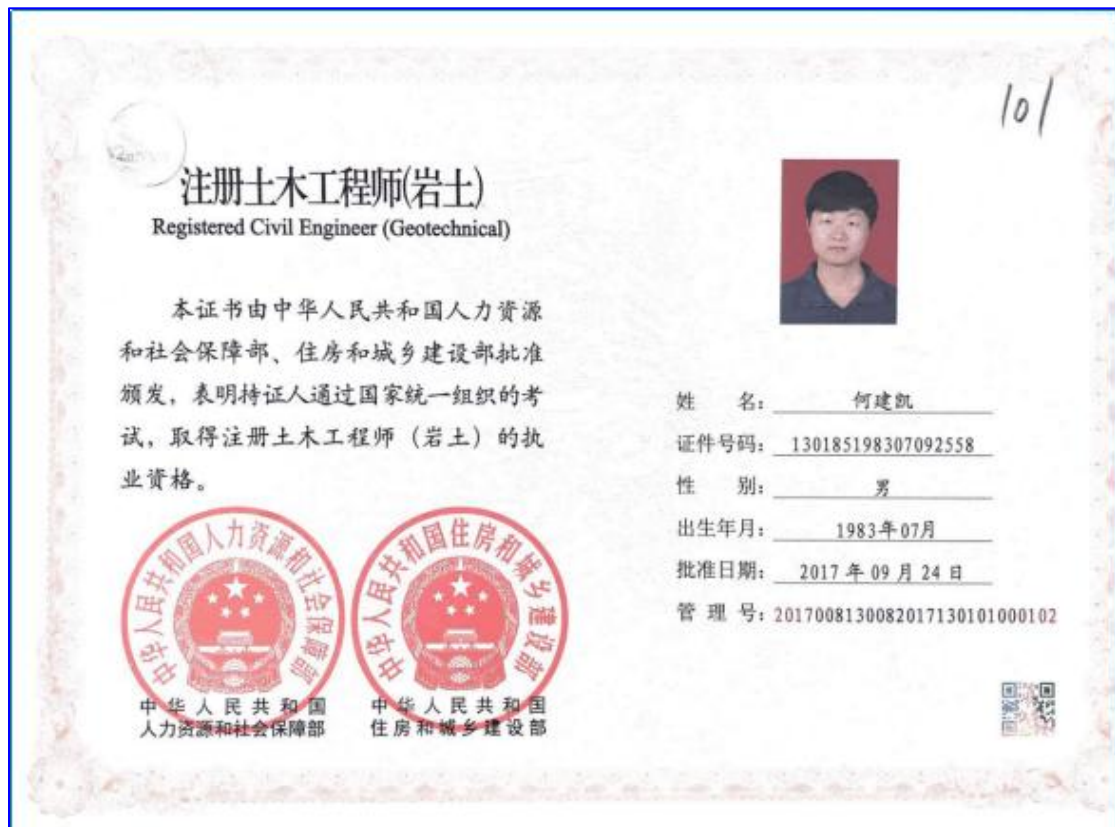 101
注册土木工程师(岩土)
Registered Civil Engineer (Geotechnical)
本证书由中华人民共和国人力资源
和社会保障部、住房和城乡建设部批准
颁发，表明持证人通过国家统一组织的考
试，取得注册土木工程师（岩土）的执
业资格。
中华人民共和国人力资源和社会保障部
中华人民共和国住房和城乡建设部
中华人民共和国
人力资源和社会保障部
中华人民共和国
住房和城乡建设部
姓 名： 何建凯
证件号码： 130185198307092558
性 别： 男
出生年月： 1983年07月
批准日期： 2017年09月24日
管 理 号： 2017008130082017130101000102